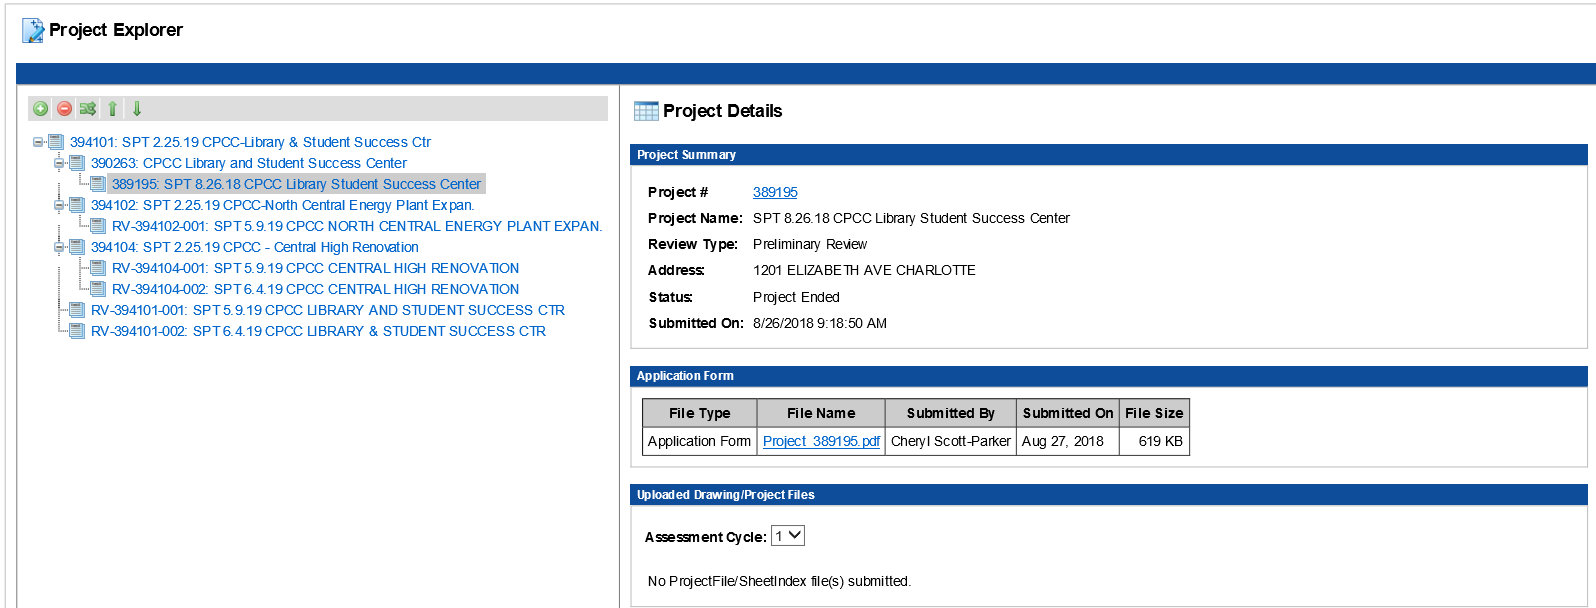 Project Explorer
394101: SPT 2.25.19 CPCC-Library & Student Success Ctr
390263: CPCC Library and Student Success Center
389195: SPT 8.26.18 CPCC Library Student Success Center
394102: SPT 2.25.19 CPCC-North Central Energy Plant Expan.
RV-394102-001: SPT 5.9.19 CPCC NORTH CENTRAL ENERGY PLANT EXPAN.
394104: SPT 2.25.19 CPCC - Central High Renovation
RV-394104-001: SPT 5.9.19 CPCC CENTRAL HIGH RENOVATION
RV-394104-002: SPT 6.4.19 CPCC CENTRAL HIGH RENOVATION
RV-394101-001: SPT 5.9.19 CPCC LIBRARY AND STUDENT SUCCESS CTR
RV-394101-002: SPT 6.4.19 CPCC LIBRARY & STUDENT SUCCESS CTR
Project Details
Project Summary
Project # 389195
Project Name: SPT 8.26.18 CPCC Library Student Success Center
Review Type: Preliminary Review
Address: 1201 ELIZABETH AVE CHARLOTTE
Status: Project Ended
Submitted On: 8/26/2018 9:18:50 AM
Application Form
File Type File Name Submitted By Submitted On File Size
Application Form Project_389195.pdf Cheryl Scott-Parker Aug 27, 2018 619 KB
Uploaded Drawing/Project Files
Assessment Cycle: 1
No ProjectFile/SheetIndex file(s) submitted.